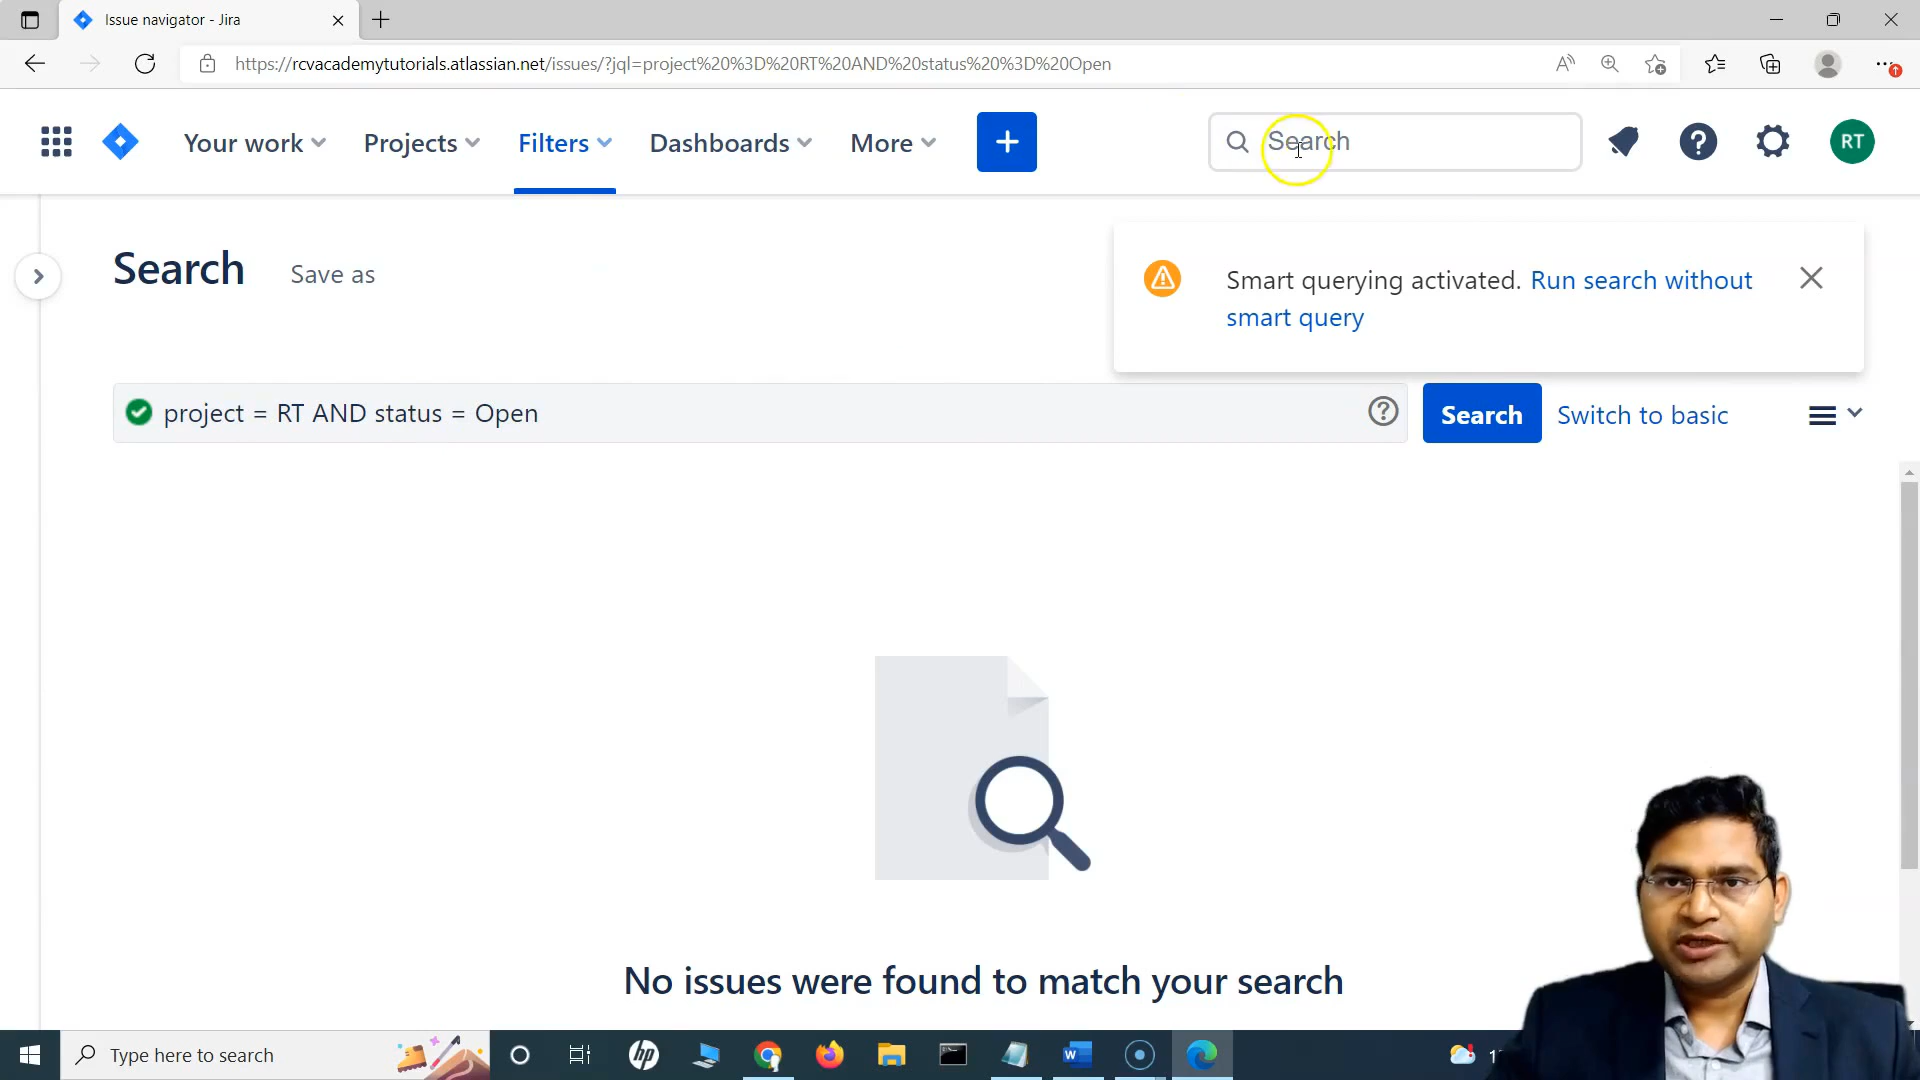 Issue navigator - Jira
https://rcvacademytutorials.atlassian.net/issues/?jql=project%20%3D%20RT%20AND%20status%20%3D%20Open
Your work Projects Filters Dashboards More + Search ? RT
Search Save as
Smart querying activated. Run search without
smart query
project = RT AND status = Open ? Search Switch to basic
No issues were found to match your search
Type here to search